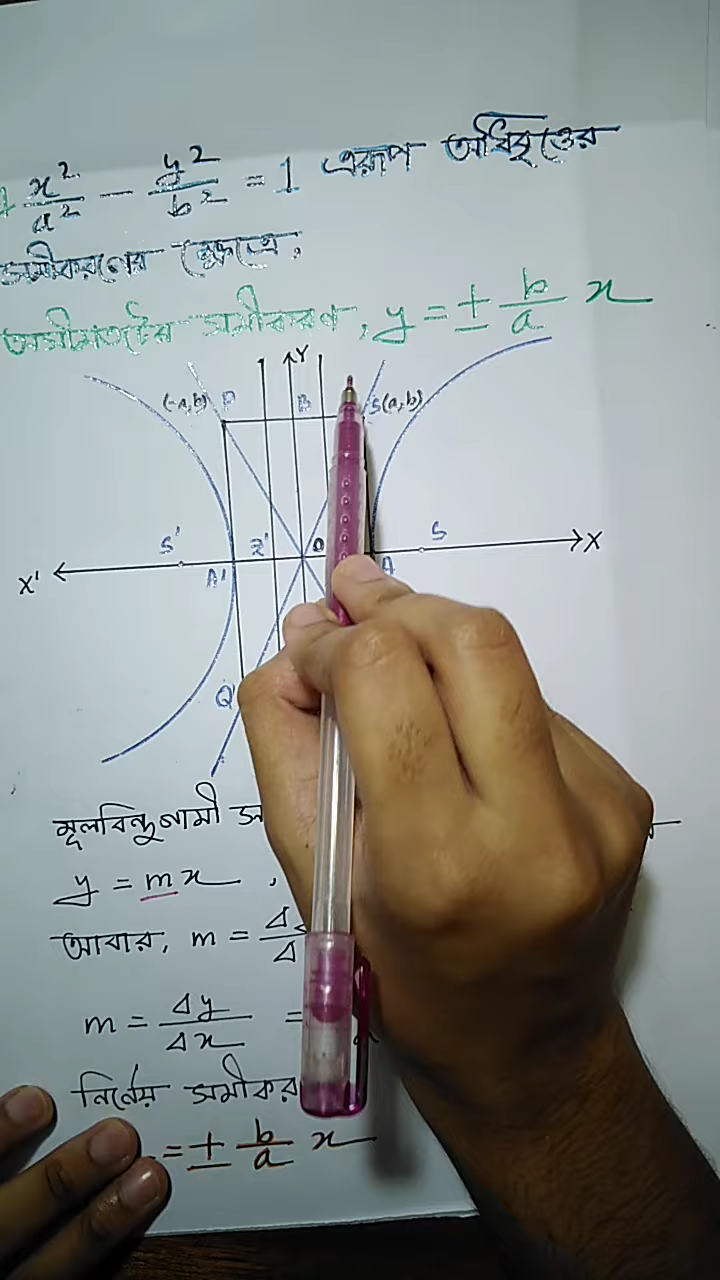 x²/a² − y²/b² = 1 এরূপ অধিবৃত্তের
সমীকরণের ক্ষেত্রে,
অসীমতটের সমীকরণ, y = ± b/a x
Y
(-a,b) P B S(a,b)
S' Z' O S X
X' A' A
Q
মূলবিন্দুগামী
y = mx ,
আবার, m =
m = Δy/Δx =
নির্নেয় সমীকর
= ± b/a x